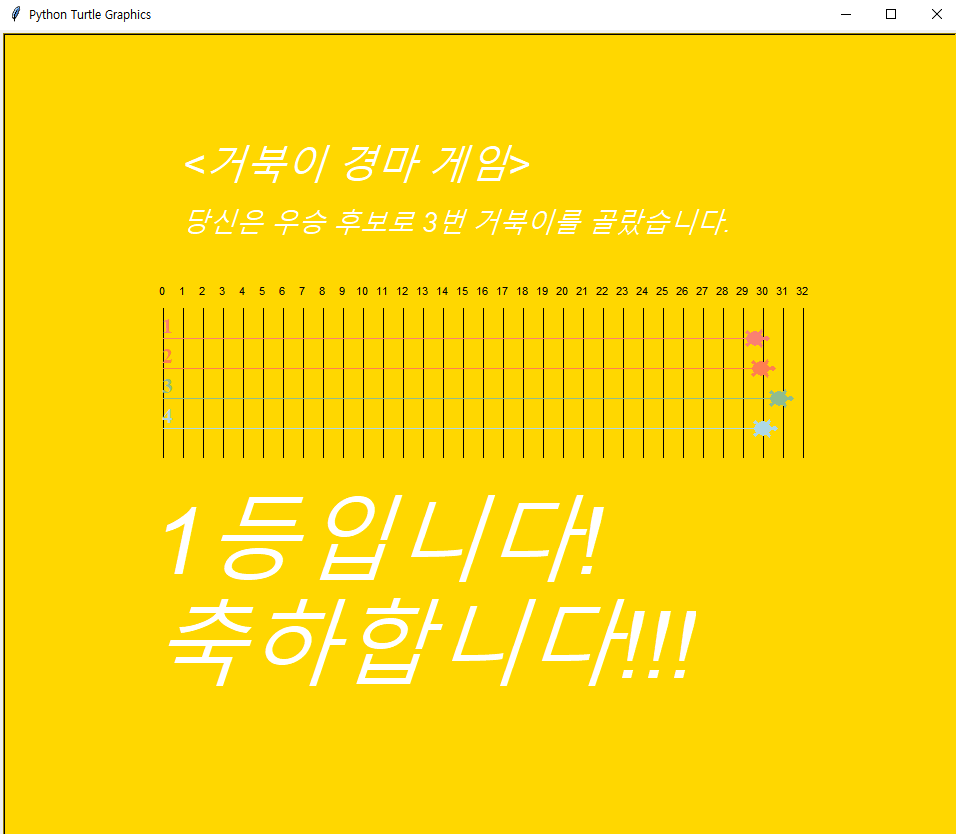 Python Turtle Graphics
<거북이 경마 게임>
당신은 우승 후보로 3번 거북이를 골랐습니다.
0 1 2 3 4 5 6 7 8 9 10 11 12 13 14 15 16 17 18 19 20 21 22 23 24 25 26 27 28 29 30 31 32
1
2
3
4
1등입니다!
축하합니다!!!